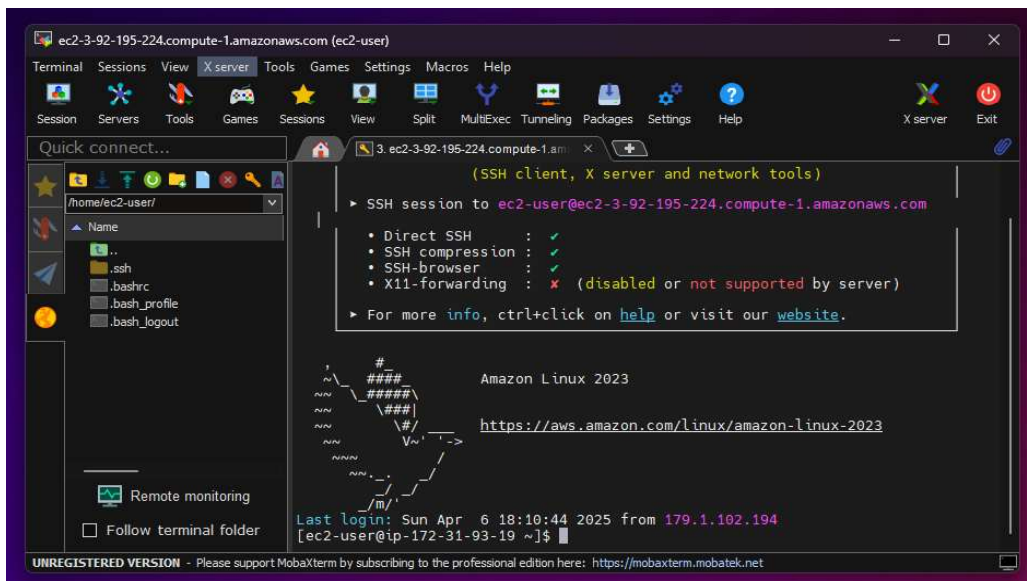 ec2-3-92-195-224.compute-1.amazonaws.com (ec2-user)
Terminal Sessions View X server Tools Games Settings Macros Help
Session Servers Tools Games Sessions View Split MultiExec Tunneling Packages Settings Help X server Exit
Quick connect...
3. ec2-3-92-195-224.compute-1.am
/home/ec2-user/
Name
..
.ssh
.bashrc
.bash_profile
.bash_logout
Remote monitoring
Follow terminal folder
(SSH client, X server and network tools)
► SSH session to ec2-user@ec2-3-92-195-224.compute-1.amazonaws.com
• Direct SSH : ✔
• SSH compression : ✔
• SSH-browser : ✔
• X11-forwarding : ✘ (disabled or not supported by server)
► For more info, ctrl+click on help or visit our website.
   ,     #_
   ~\_  ####_        Amazon Linux 2023
  ~~  \_#####\
  ~~     \###|
  ~~       \#/ ___   https://aws.amazon.com/linux/amazon-linux-2023
   ~~       V~' '->
    ~~~         /
      ~~._.   _/
         _/ _/
       _/m/'
Last login: Sun Apr  6 18:10:44 2025 from 179.1.102.194
[ec2-user@ip-172-31-93-19 ~]$
UNREGISTERED VERSION - Please support MobaXterm by subscribing to the professional edition here: https://mobaxterm.mobatek.net